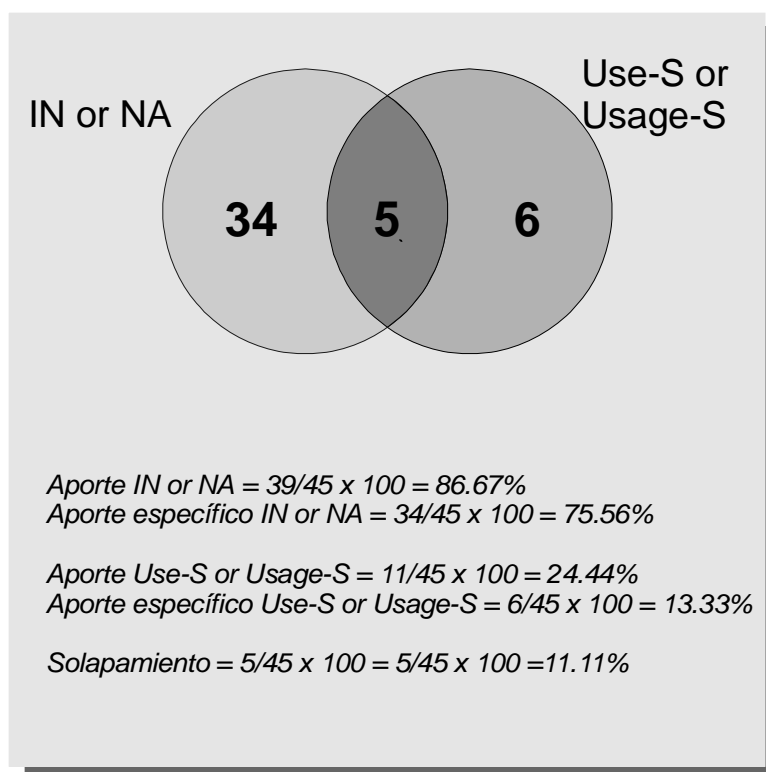 IN or NA
Use-S or
Usage-S
34
5
6
Aporte IN or NA = 39/45 x 100 = 86.67%
Aporte específico IN or NA = 34/45 x 100 = 75.56%
Aporte Use-S or Usage-S = 11/45 x 100 = 24.44%
Aporte específico Use-S or Usage-S = 6/45 x 100 = 13.33%
Solapamiento = 5/45 x 100 = 5/45 x 100 =11.11%